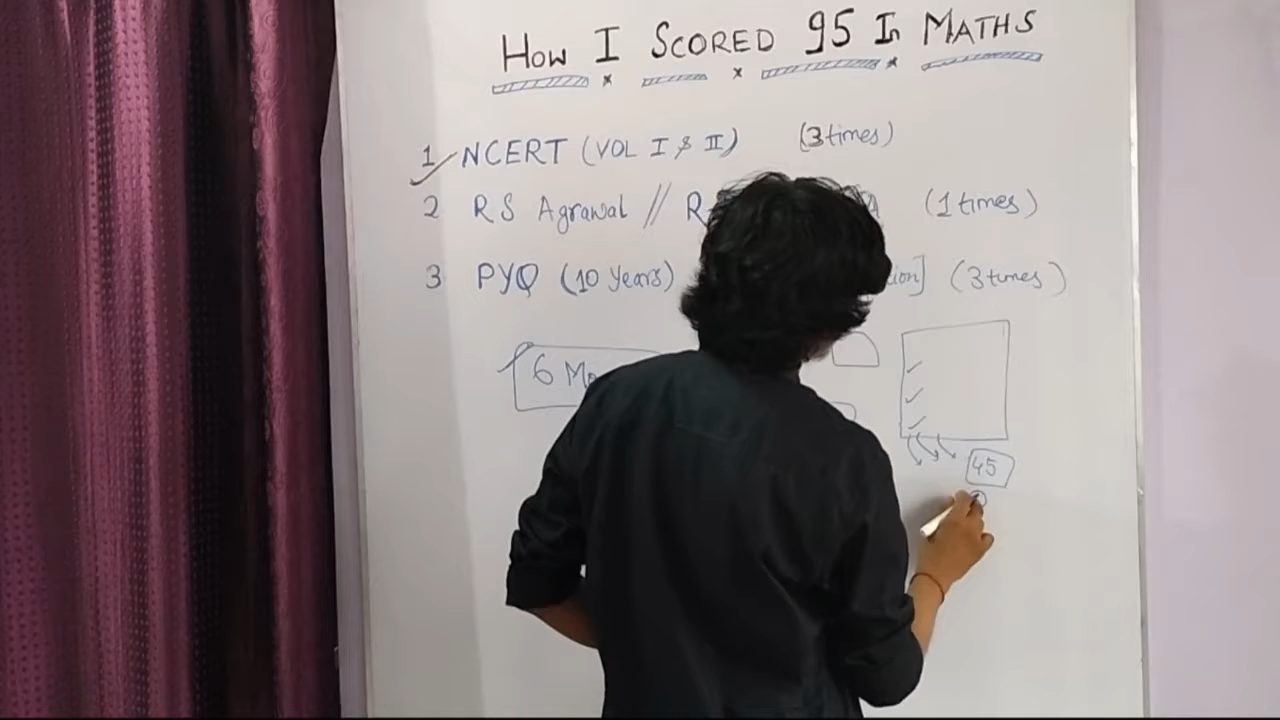 HOW I SCORED 95 In MATHS
1 NCERT (VOL I & II) (3 times)
2 RS Agrawal // R (1 times)
3 PYQ (10 years) (3 times)
6
45